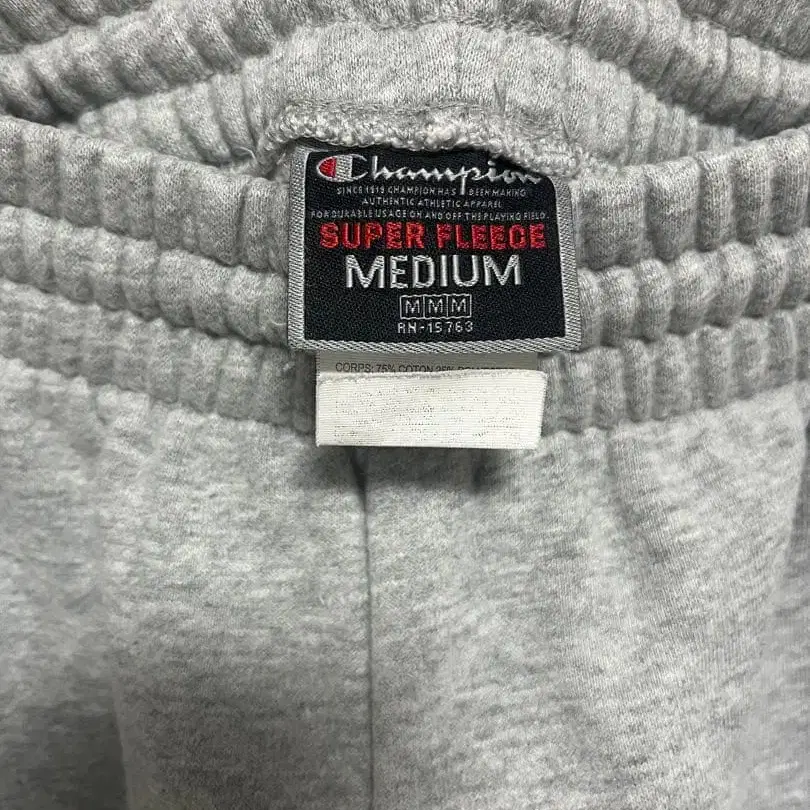 Champion
SINCE 1919 CHAMPION HAS BEEN MAKING
AUTHENTIC ATHLETIC APPAREL
FOR DURABLE USAGE ON AND OFF THE PLAYING FIELD.
SUPER FLEECE
MEDIUM
M M M
RN-15763
CORPS: 75% COTON 25%